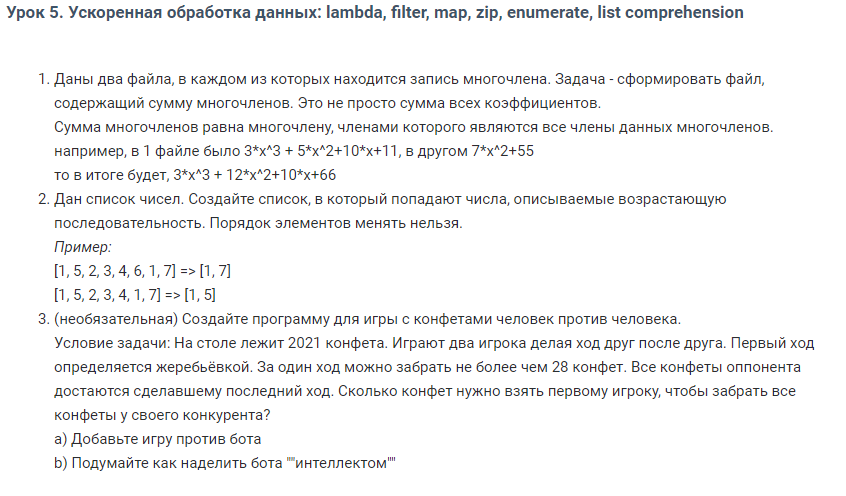 Урок 5. Ускоренная обработка данных: lambda, filter, map, zip, enumerate, list comprehension
1. Даны два файла, в каждом из которых находится запись многочлена. Задача - сформировать файл,
содержащий сумму многочленов. Это не просто сумма всех коэффициентов.
Сумма многочленов равна многочлену, членами которого являются все члены данных многочленов.
например, в 1 файле было 3*x^3 + 5*x^2+10*x+11, в другом 7*x^2+55
то в итоге будет, 3*x^3 + 12*x^2+10*x+66
2. Дан список чисел. Создайте список, в который попадают числа, описываемые возрастающую
последовательность. Порядок элементов менять нельзя.
Пример:
[1, 5, 2, 3, 4, 6, 1, 7] => [1, 7]
[1, 5, 2, 3, 4, 1, 7] => [1, 5]
3. (необязательная) Создайте программу для игры с конфетами человек против человека.
Условие задачи: На столе лежит 2021 конфета. Играют два игрока делая ход друг после друга. Первый ход
определяется жеребьёвкой. За один ход можно забрать не более чем 28 конфет. Все конфеты оппонента
достаются сделавшему последний ход. Сколько конфет нужно взять первому игроку, чтобы забрать все
конфеты у своего конкурента?
a) Добавьте игру против бота
b) Подумайте как наделить бота ""интеллектом""